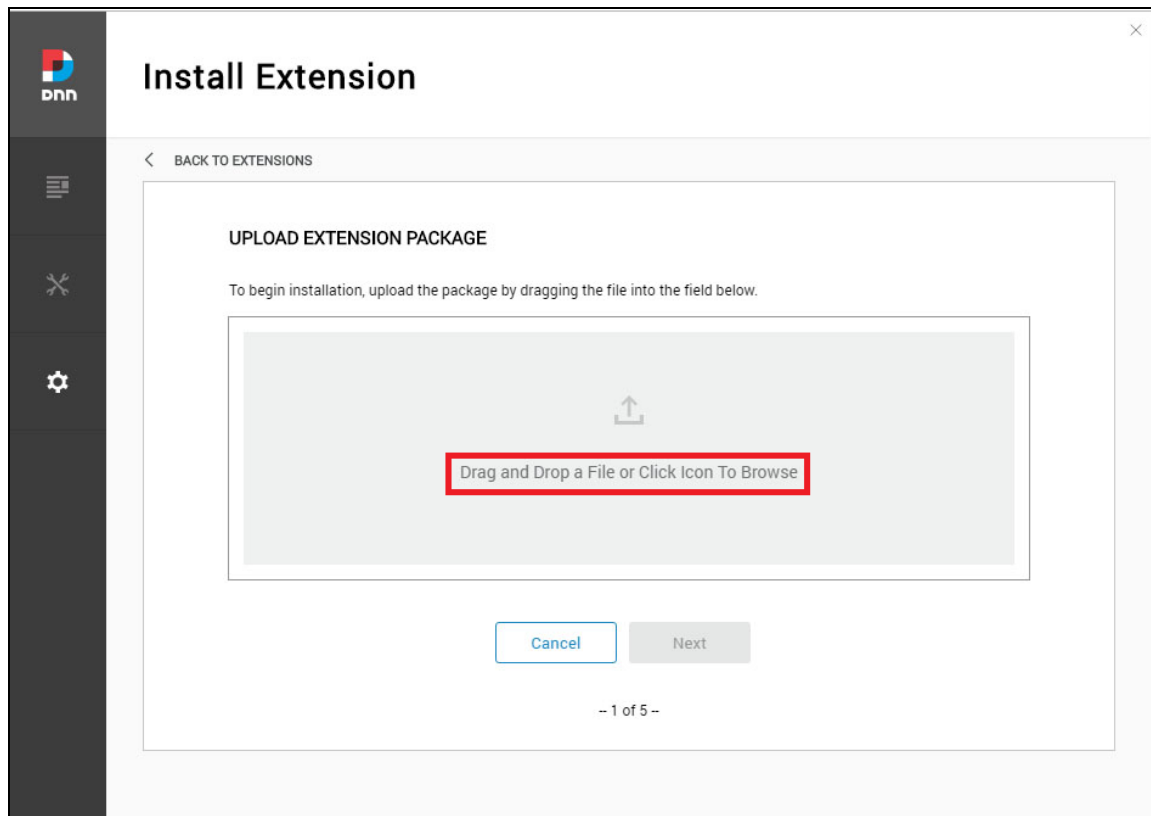 Install Extension
DNN
BACK TO EXTENSIONS
UPLOAD EXTENSION PACKAGE
To begin installation, upload the package by dragging the file into the field below.
Drag and Drop a File or Click Icon To Browse
Cancel
Next
-- 1 of 5 --